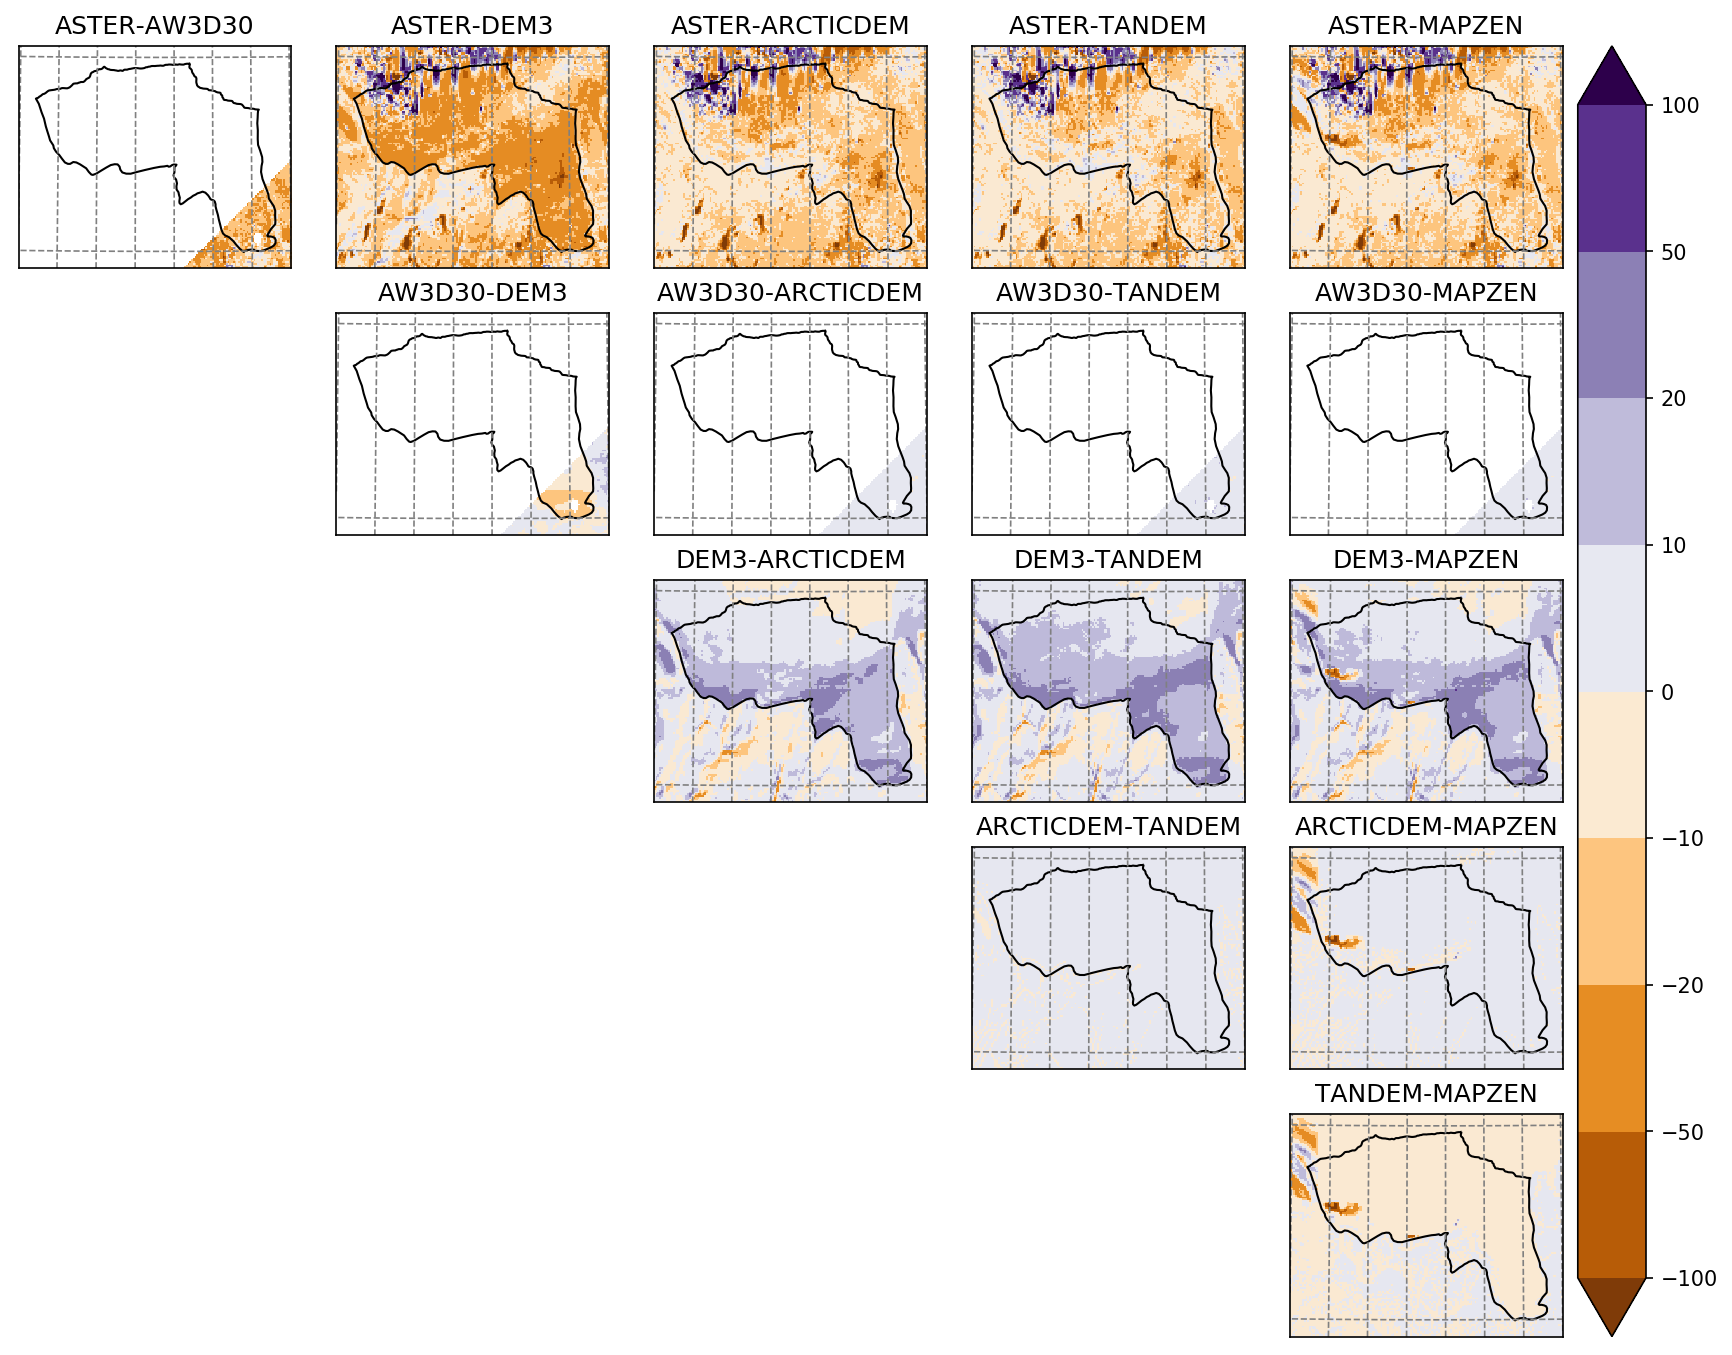 ASTER-AW3D30
ASTER-DEM3
ASTER-ARCTICDEM
ASTER-TANDEM
ASTER-MAPZEN
AW3D30-DEM3
AW3D30-ARCTICDEM
AW3D30-TANDEM
AW3D30-MAPZEN
DEM3-ARCTICDEM
DEM3-TANDEM
DEM3-MAPZEN
ARCTICDEM-TANDEM
ARCTICDEM-MAPZEN
TANDEM-MAPZEN
100
50
20
10
0
−10
−20
−50
−100